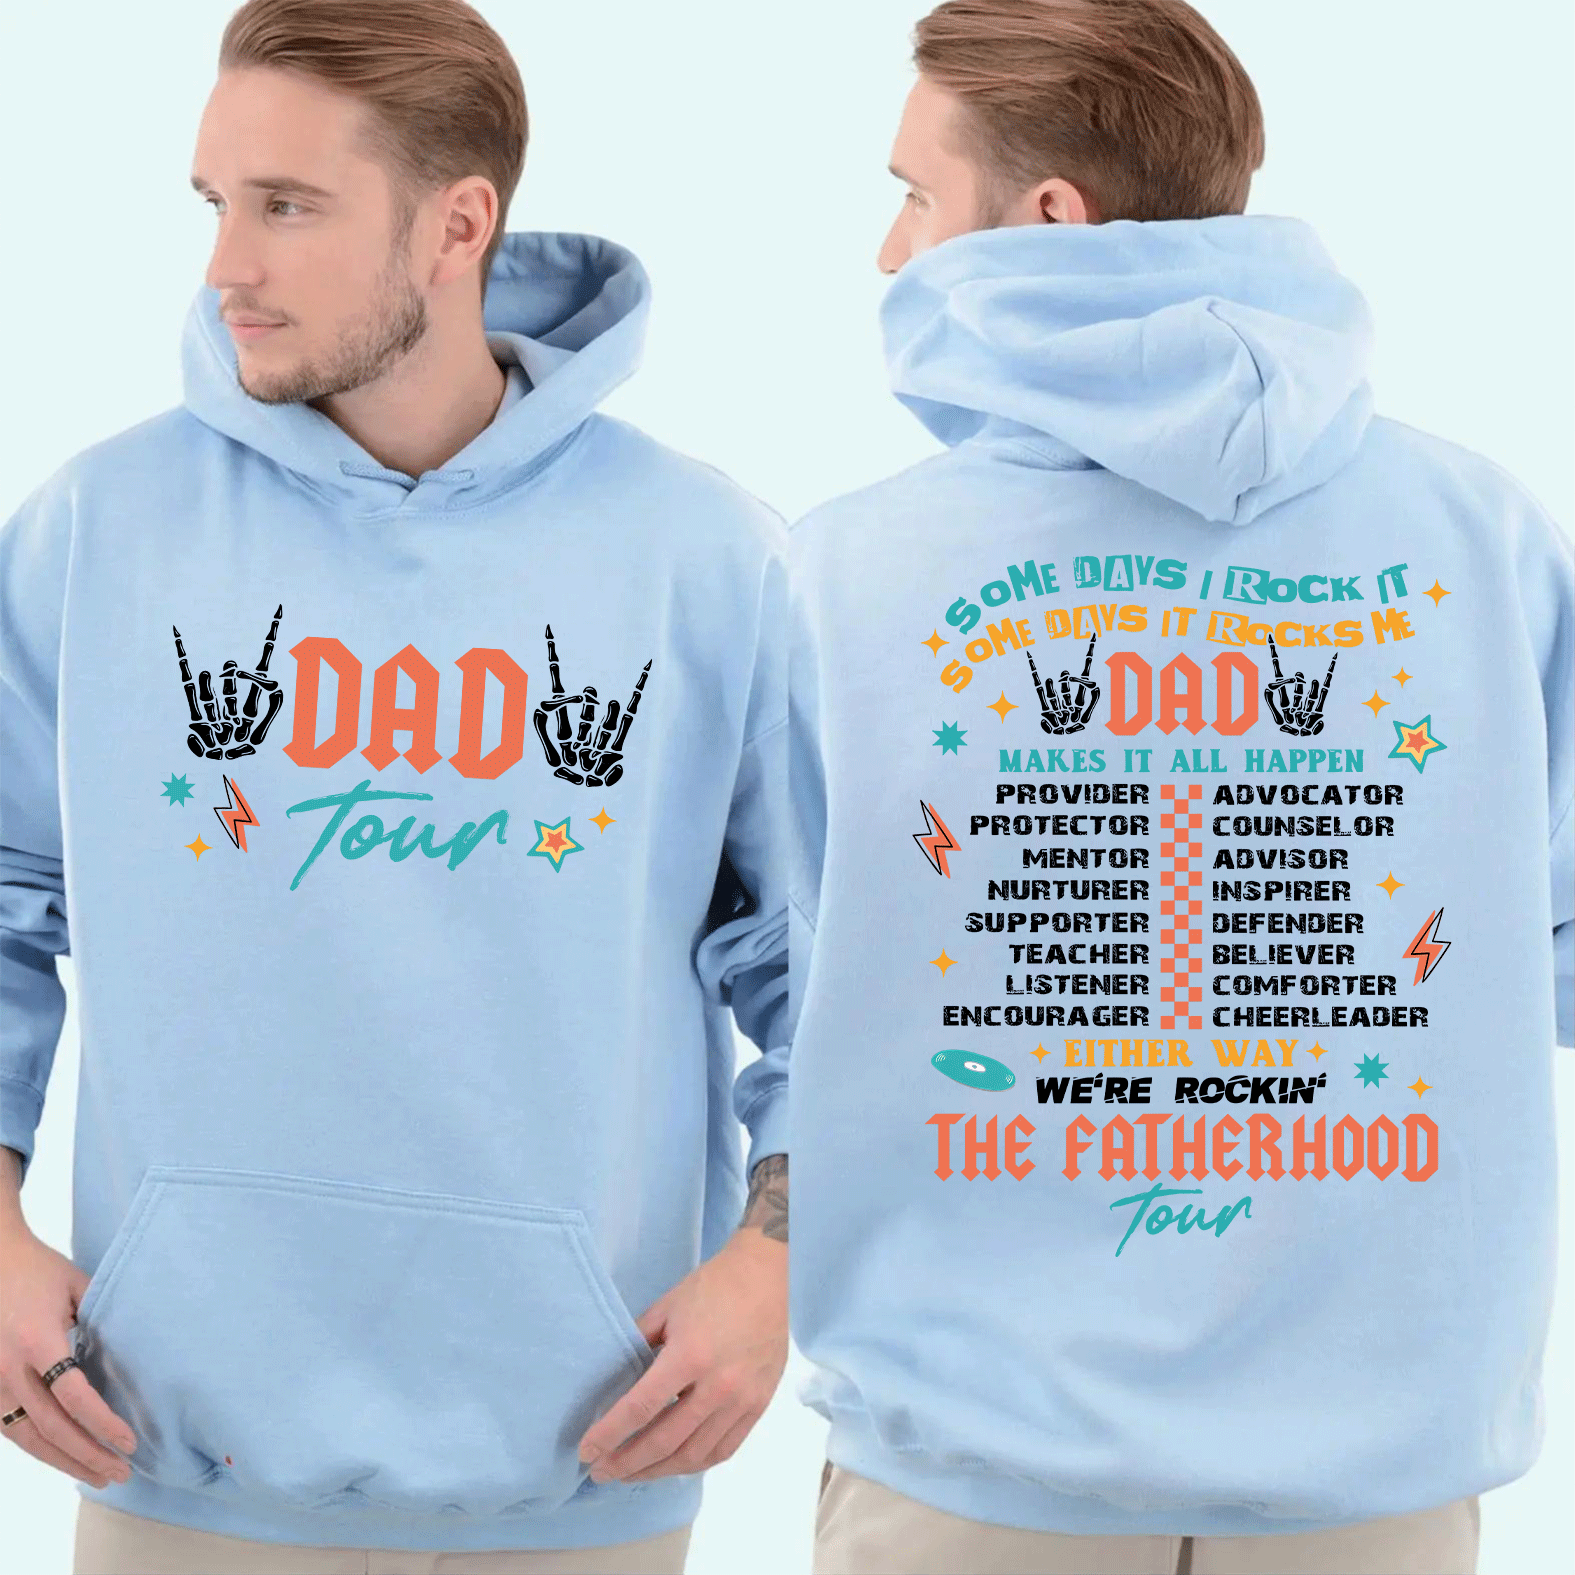 DAD
Tour
SOME DAYS I ROCK IT
SOME DAYS IT ROCKS ME
DAD
MAKES IT ALL HAPPEN
PROVIDER ADVOCATOR
PROTECTOR COUNSELOR
MENTOR ADVISOR
NURTURER INSPIRER
SUPPORTER DEFENDER
TEACHER BELIEVER
LISTENER COMFORTER
ENCOURAGER CHEERLEADER
EITHER WAY
WE'RE ROCKIN'
THE FATHERHOOD
Tour